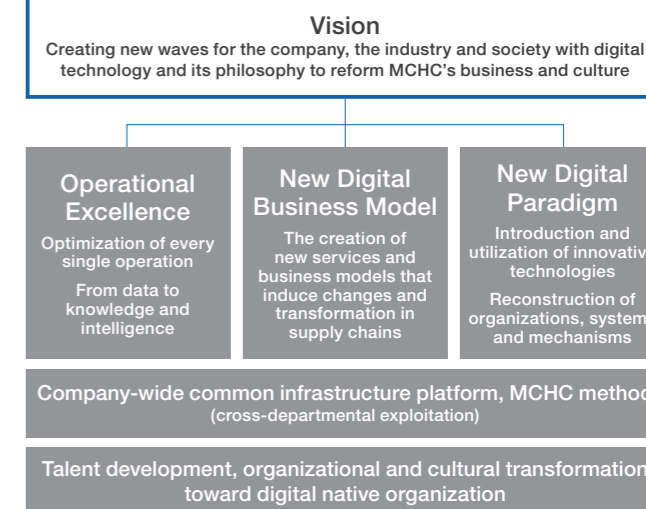 Vision
Creating new waves for the company, the industry and society with digital
technology and its philosophy to reform MCHC's business and culture
Operational
Excellence
Optimization of every
single operation
From data to
knowledge and
intelligence
New Digital
Business Model
The creation of
new services and
business models that
induce changes and
transformation in
supply chains
New Digital
Paradigm
Introduction and
utilization of innovativ
technologies
Reconstruction of
organizations, system
and mechanisms
Company-wide common infrastructure platform, MCHC method
(cross-departmental exploitation)
Talent development, organizational and cultural transformation
toward digital native organization